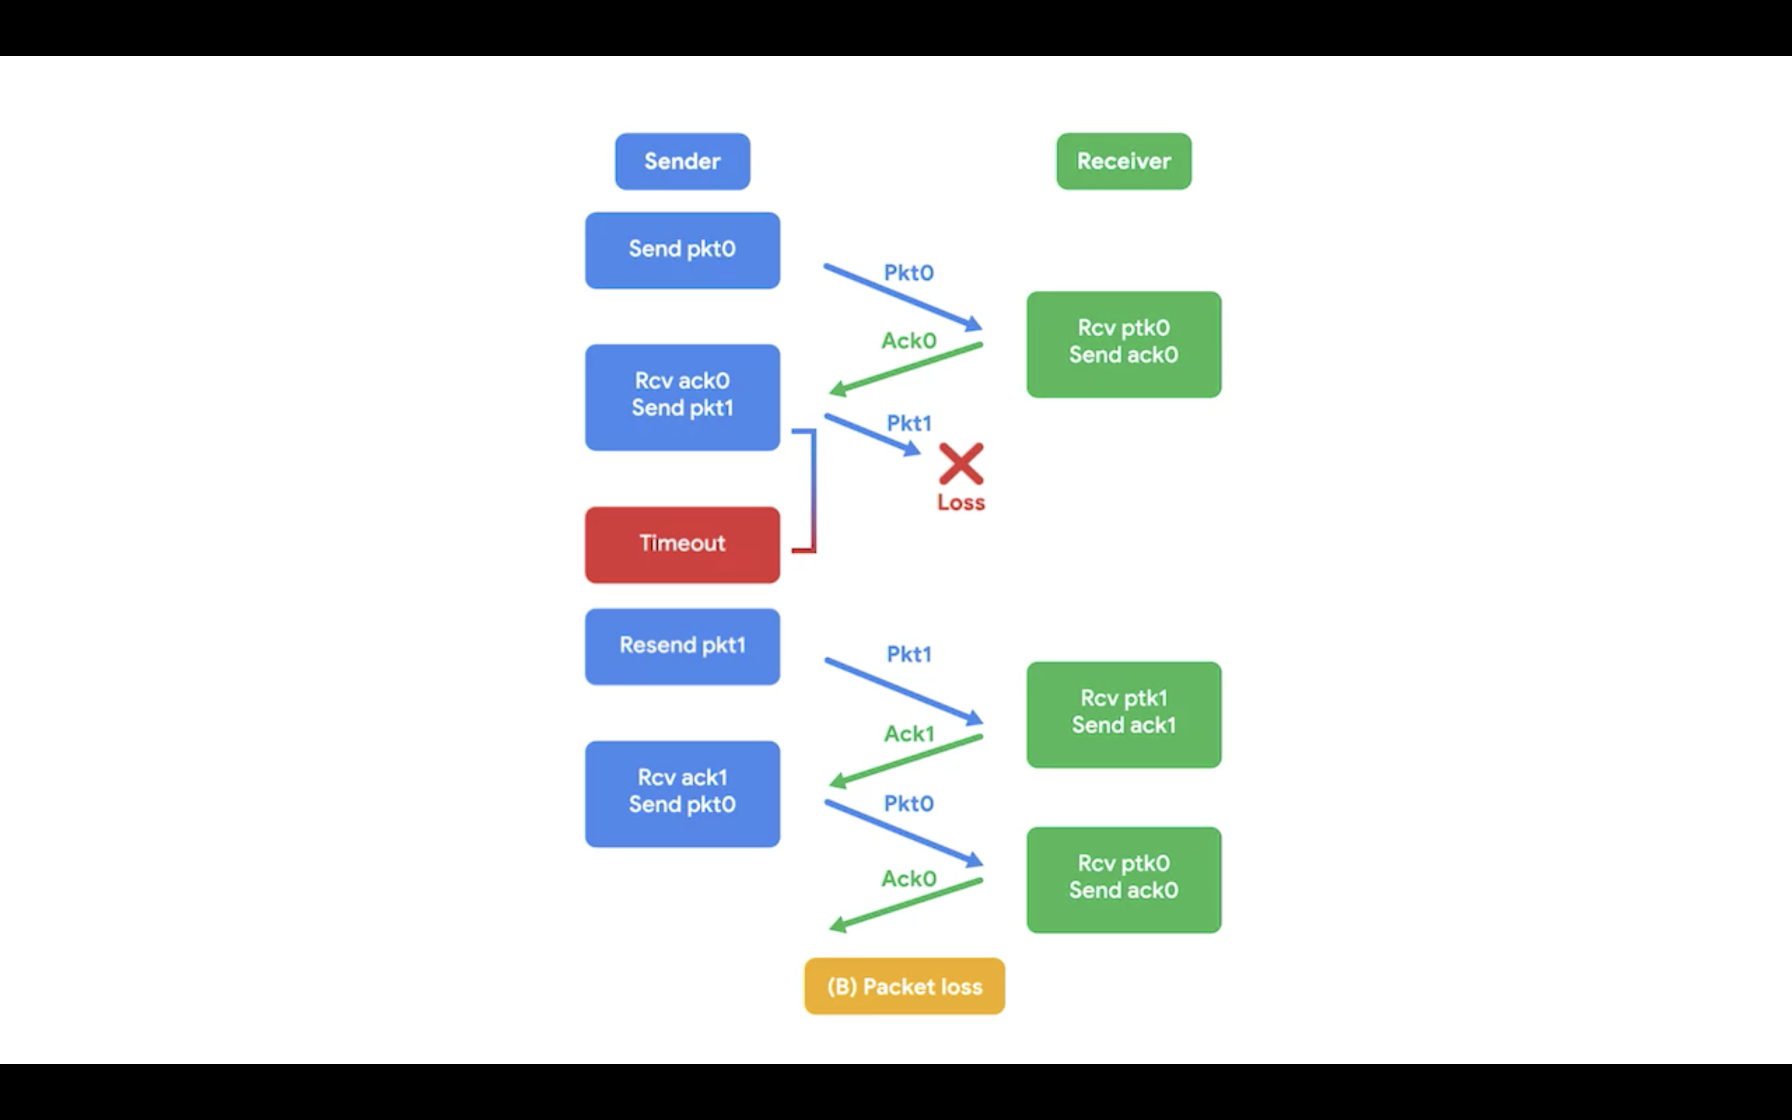 Sender
Receiver
Send pkt0
Pkt0
Rcv ptk0
Send ack0
Ack0
Rcv ack0
Send pkt1
Pkt1
Loss
Timeout
Resend pkt1
Pkt1
Rcv ptk1
Send ack1
Ack1
Rcv ack1
Send pkt0
Pkt0
Rcv ptk0
Send ack0
Ack0
(B) Packet loss